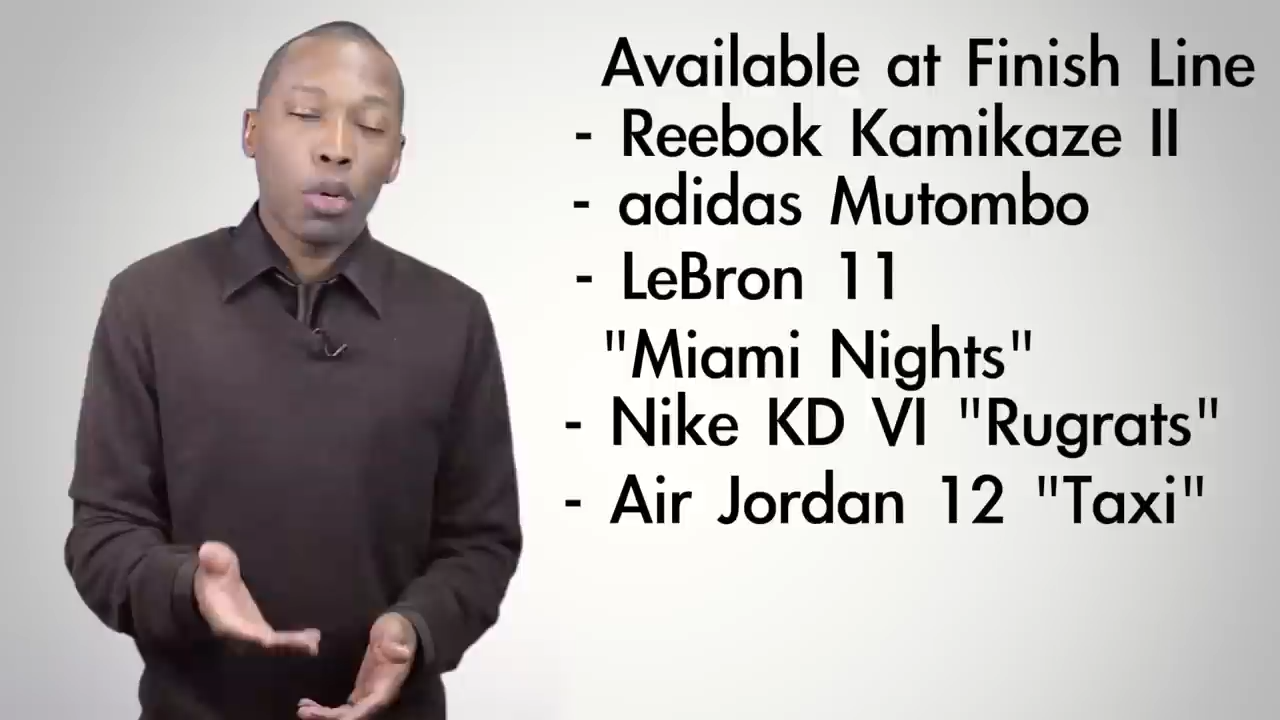 Available at Finish Line
- Reebok Kamikaze II
- adidas Mutombo
- LeBron 11
"Miami Nights"
- Nike KD VI "Rugrats"
- Air Jordan 12 "Taxi"